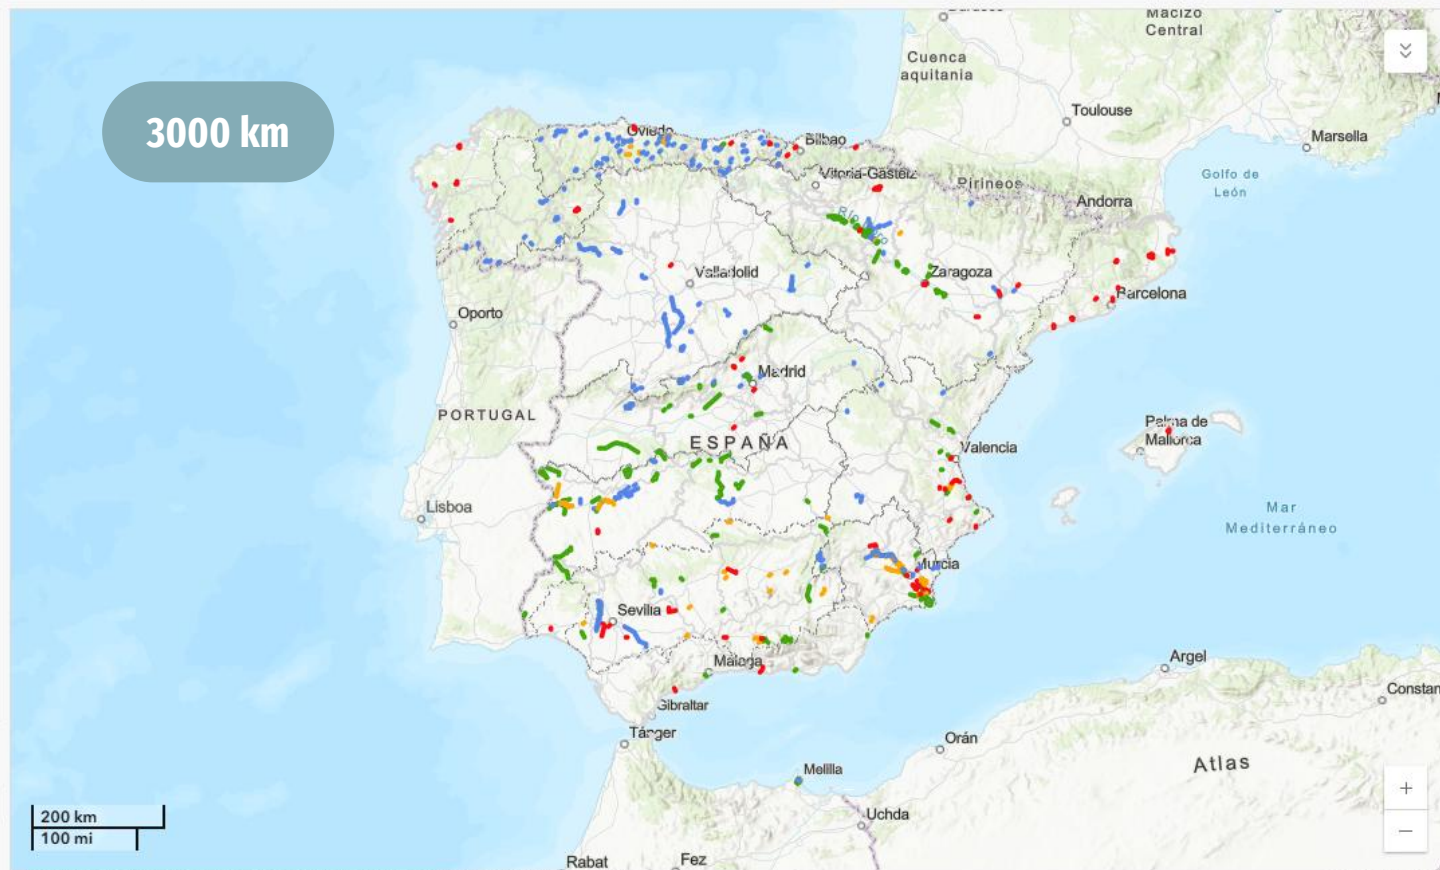 Macizo
Central
Cuenca
aquitania
3000 km
Toulouse
Marsella
Oviedo
Bilbao
Vitoria-Gasteiz
Pirineos
Golfo de
León
Andorra
Valladolid
Zaragoza
Barcelona
Oporto
Madrid
PORTUGAL
ESPAÑA
Palma de
Mallorca
Valencia
Lisboa
Mar
Mediterráneo
Murcia
Sevilla
Málaga
Argel
Gibraltar
Constan
Tánger
Orán
Atlas
Melilla
200 km
100 mi
Uchda
Rabat
Fez